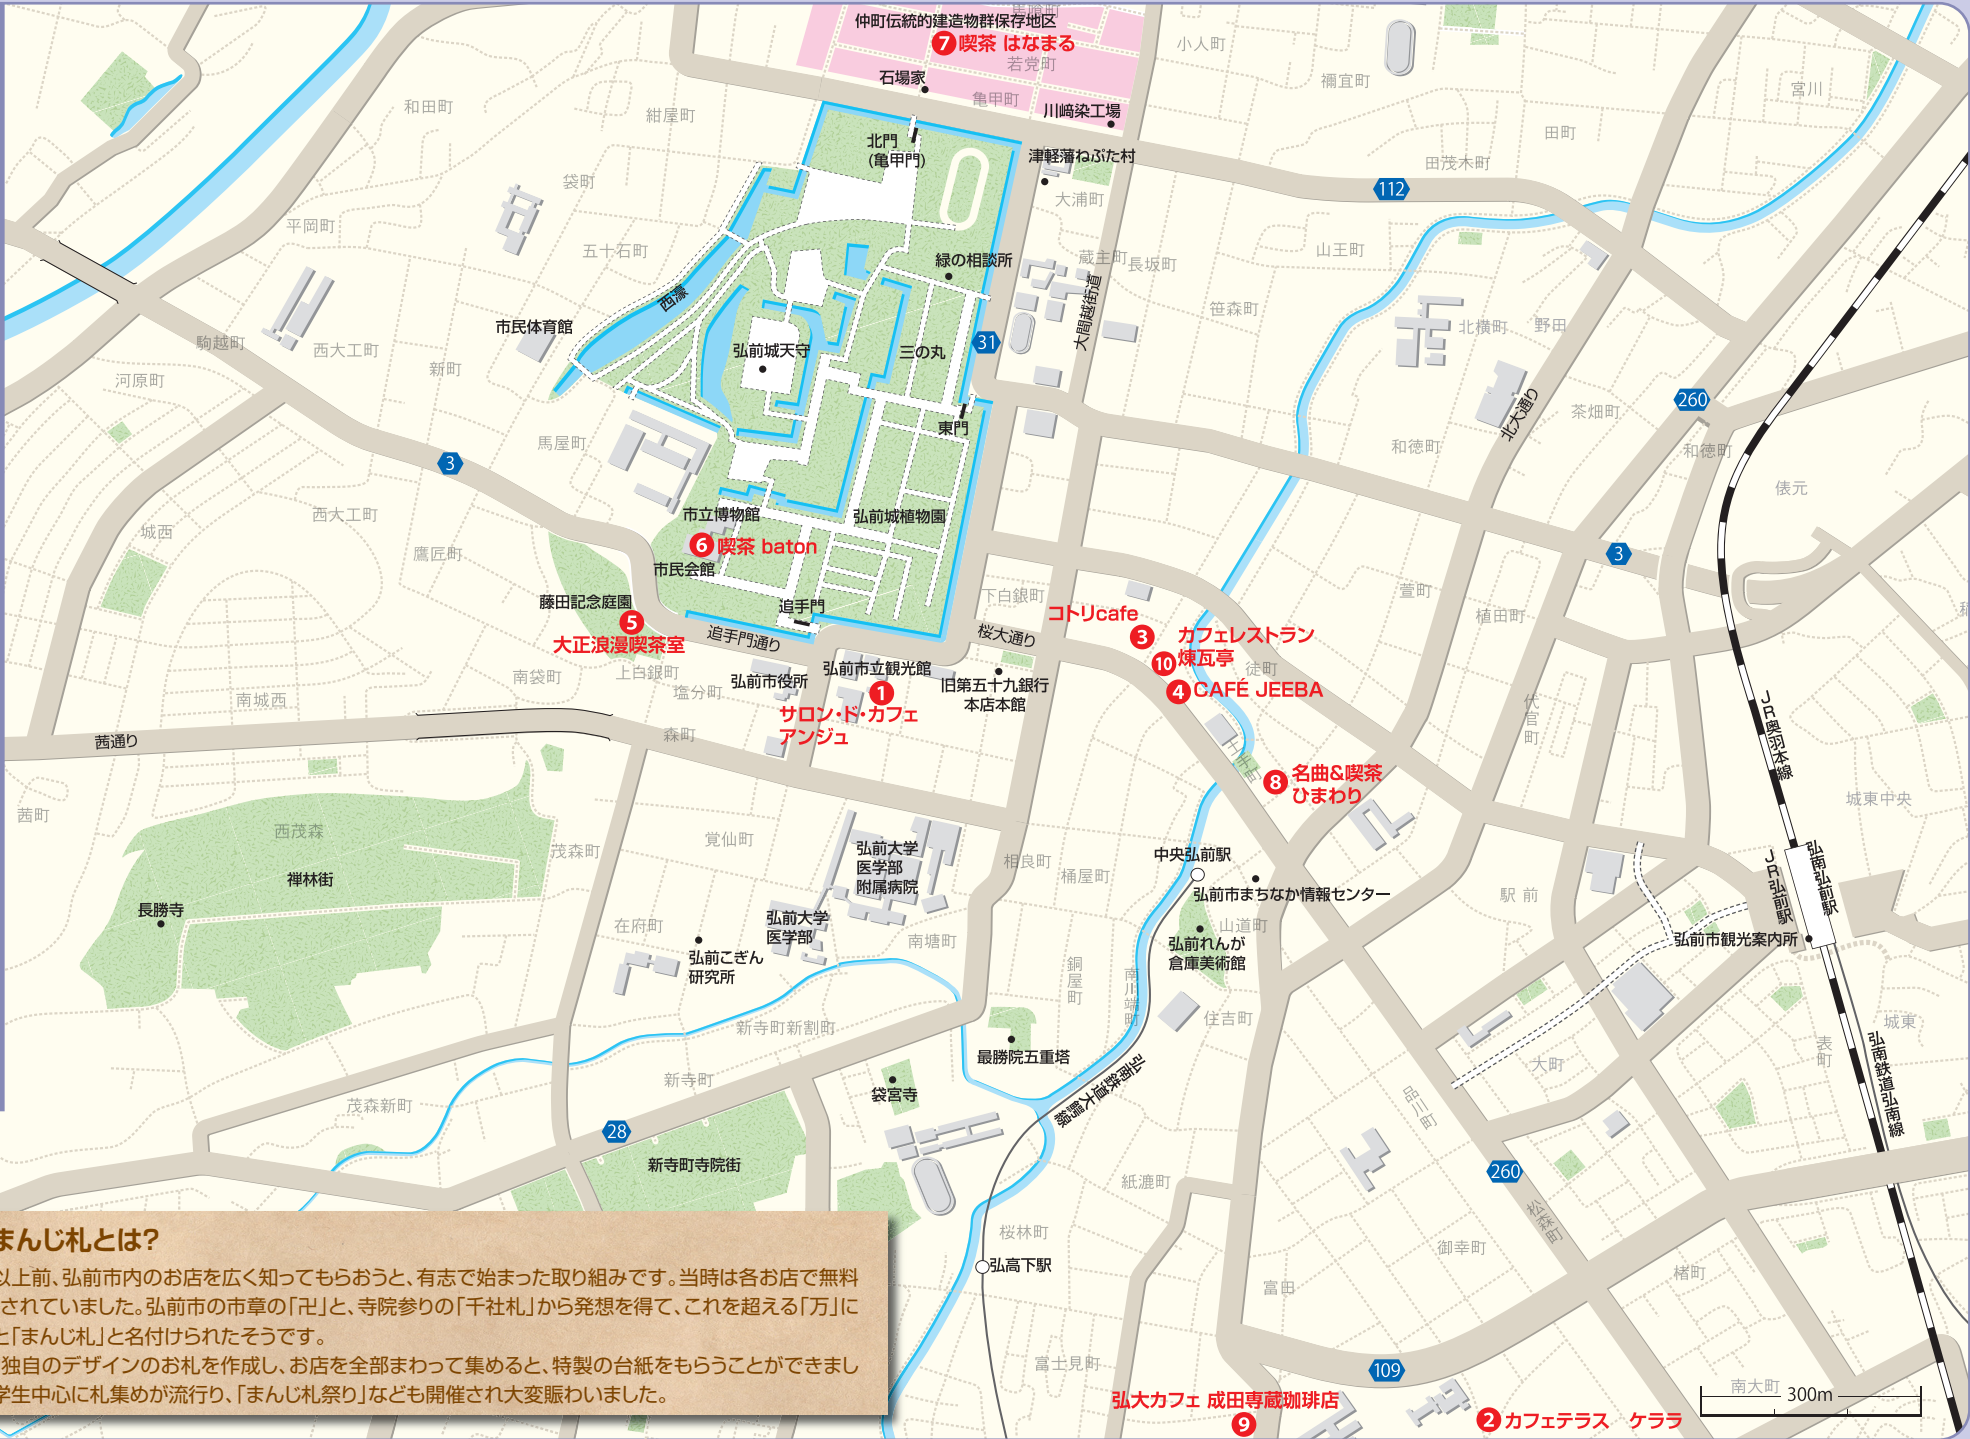 仲町伝統的建造物群保存地区
7 喫茶 はなまる
若党町
石場家
亀甲町
川﨑染工場
小人町
禰宜町
宮川
田町
田茂木町
112
津軽藩ねぷた村
大浦町
北門
(亀甲門)
和田町
紺屋町
袋町
平岡町
五十石町
西濠
緑の相談所
蔵主町
長坂町
大間越街道
笹森町
山王町
北横町
野田
市民体育館
駒越町
西大工町
新町
河原町
弘前城天守
三の丸
31
東門
馬屋町
3
北大通り
茶畑町
260
和徳町
和徳町
俵元
城西
西大工町
鷹匠町
市立博物館
弘前城植物園
6 喫茶 baton
市民会館
3
藤田記念庭園
5
大正浪漫喫茶室
追手門
追手門通り
下白銀町
桜大通り
コトリcafe
3
カフェレストラン
煉瓦亭
10
徒町
4 CAFÉ JEEBA
萱町
植田町
代官町
南袋町
上白銀町
塩分町
弘前市役所
弘前市立観光館
1
サロン・ド・カフェ
アンジュ
旧第五十九銀行
本店本館
南城西
茜通り
森町
土手町
8 名曲&喫茶
ひまわり
JR奥羽本線
城東中央
茜町
西茂森
禅林街
長勝寺
茂森町
覚仙町
弘前大学
医学部
附属病院
弘前大学
医学部
相良町
桶屋町
中央弘前駅
弘前市まちなか情報センター
山道町
弘前れんが
倉庫美術館
駅前
JR弘前駅
弘南弘前駅
弘前市観光案内所
在府町
弘前こぎん
研究所
南塘町
銅屋町
南川端町
住吉町
新寺町新割町
最勝院五重塔
弘南鉄道大鰐線
大町
表町
城東
弘南鉄道弘南線
新寺町
袋宮寺
茂森新町
28
新寺町寺院街
品川町
260
松森町
紙漉町
桜林町
弘高下駅
御幸町
楮町
富田
富士見町
109
弘大カフェ 成田専蔵珈琲店
9
2 カフェテラス ケララ
南大町
300m
まんじ札とは?
以上前、弘前市内のお店を広く知ってもらおうと、有志で始まった取り組みです。当時は各お店で無料
されていました。弘前市の市章の「卍」と、寺院参りの「千社札」から発想を得て、これを超える「万」に
と「まんじ札」と名付けられたそうです。
独自のデザインのお札を作成し、お店を全部まわって集めると、特製の台紙をもらうことができまし
学生中心に札集めが流行り、「まんじ札祭り」なども開催され大変賑わいました。